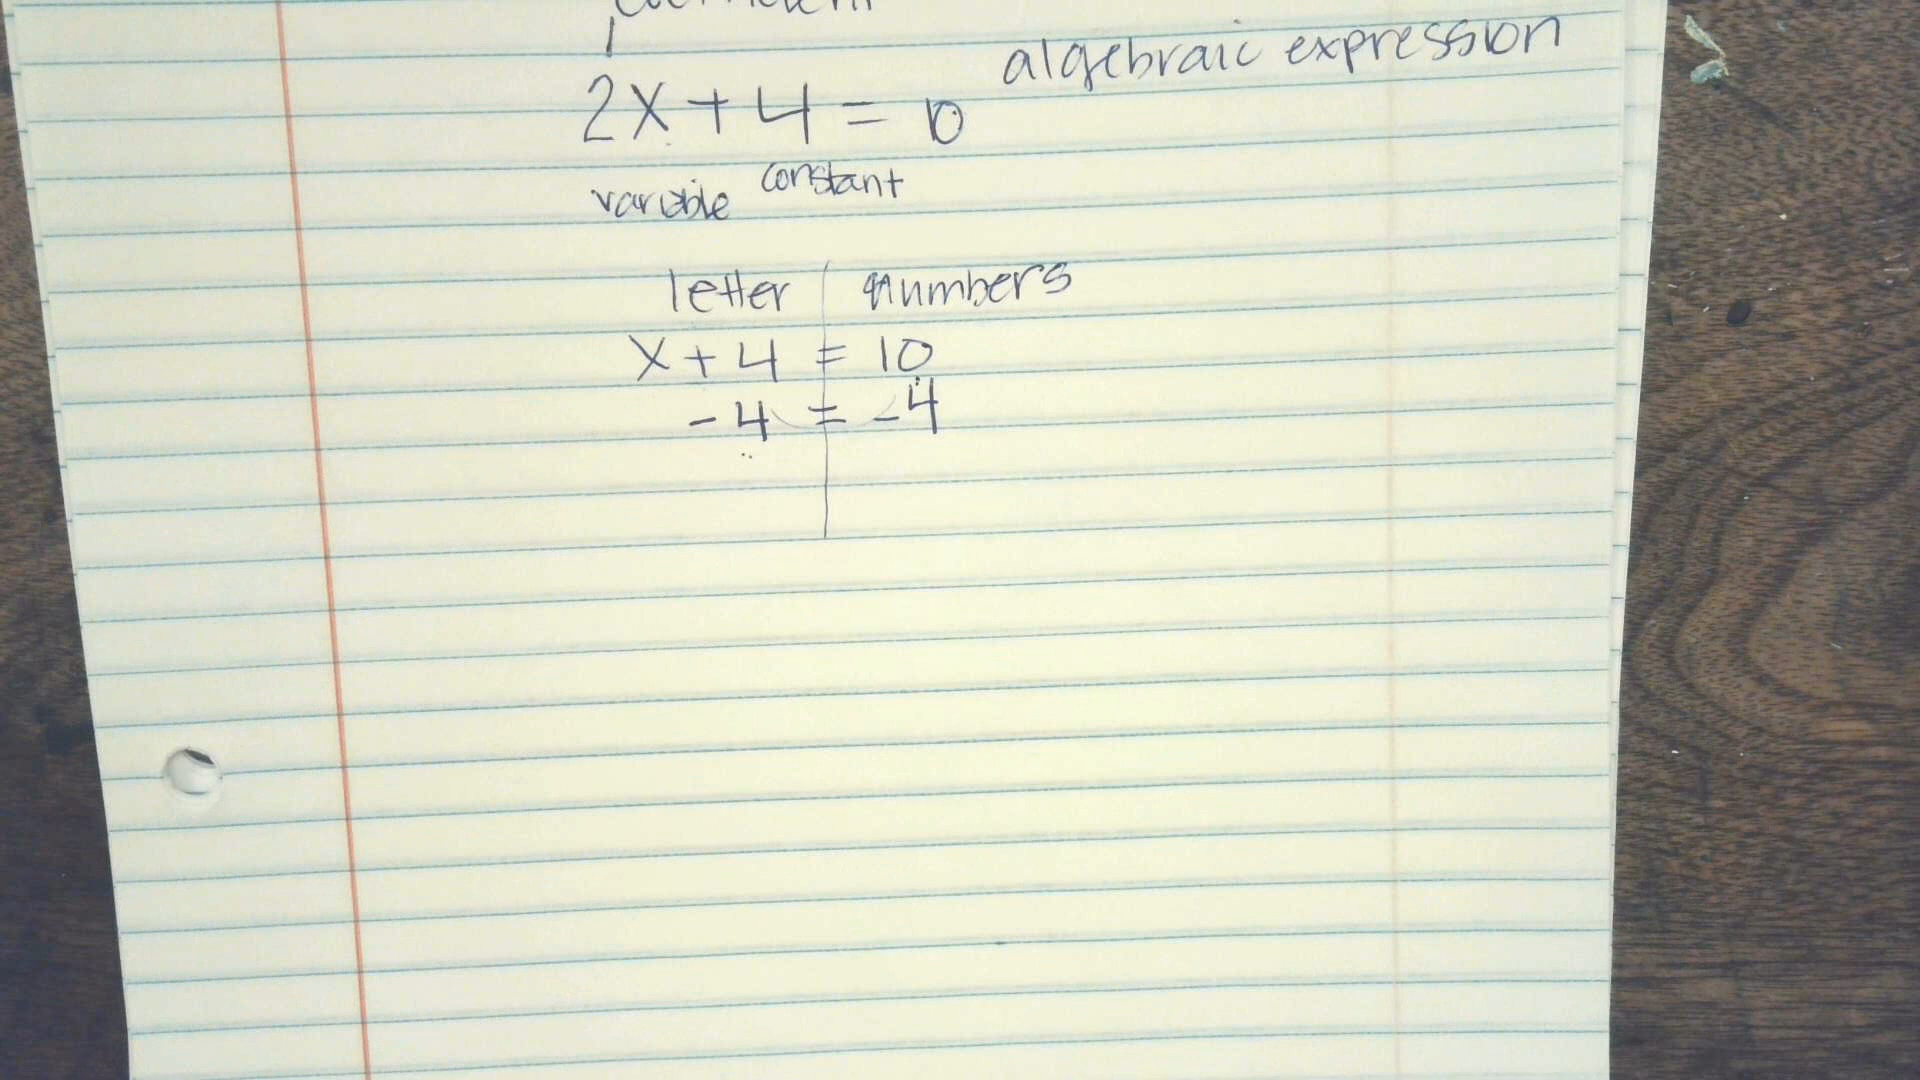 algebraic expression
2x + 4 = 10
variable constant
letter numbers
x + 4 = 10
- 4 = - 4